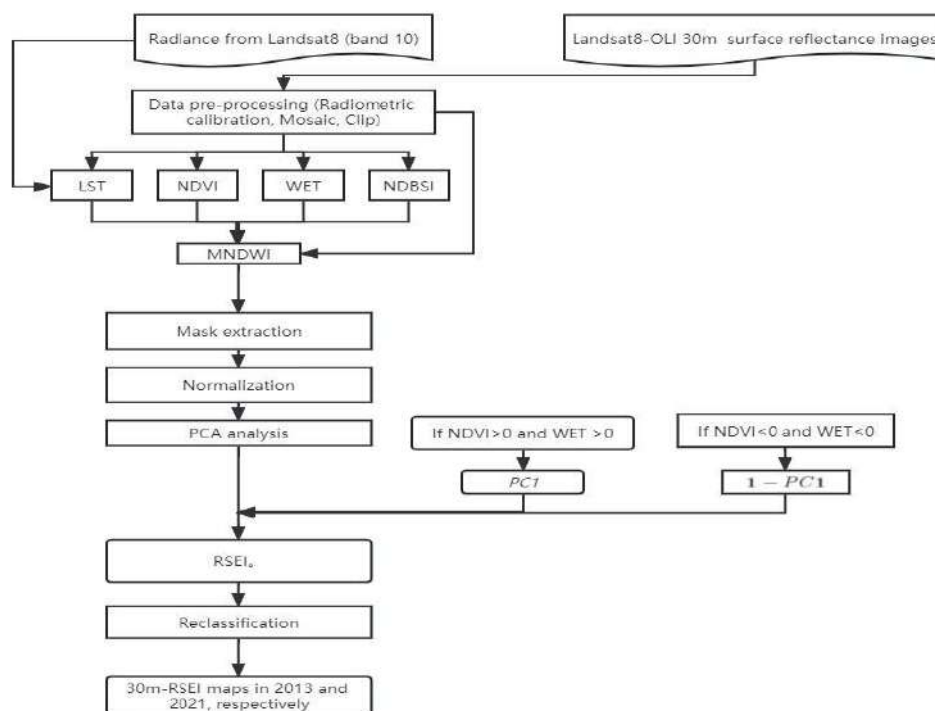 Radiance from Landsat8 (band 10)
Landsat8-OLI 30m surface reflectance images
Data pre-processing (Radiometric
calibration, Mosaic, Clip)
LST
NDVI
WET
NDBSI
MNDWI
Mask extraction
Normalization
PCA analysis
If NDVI>0 and WET >0
If NDVI<0 and WET<0
PC1
1 − PC1
RSEI。
Reclassification
30m-RSEI maps in 2013 and
2021, respectively